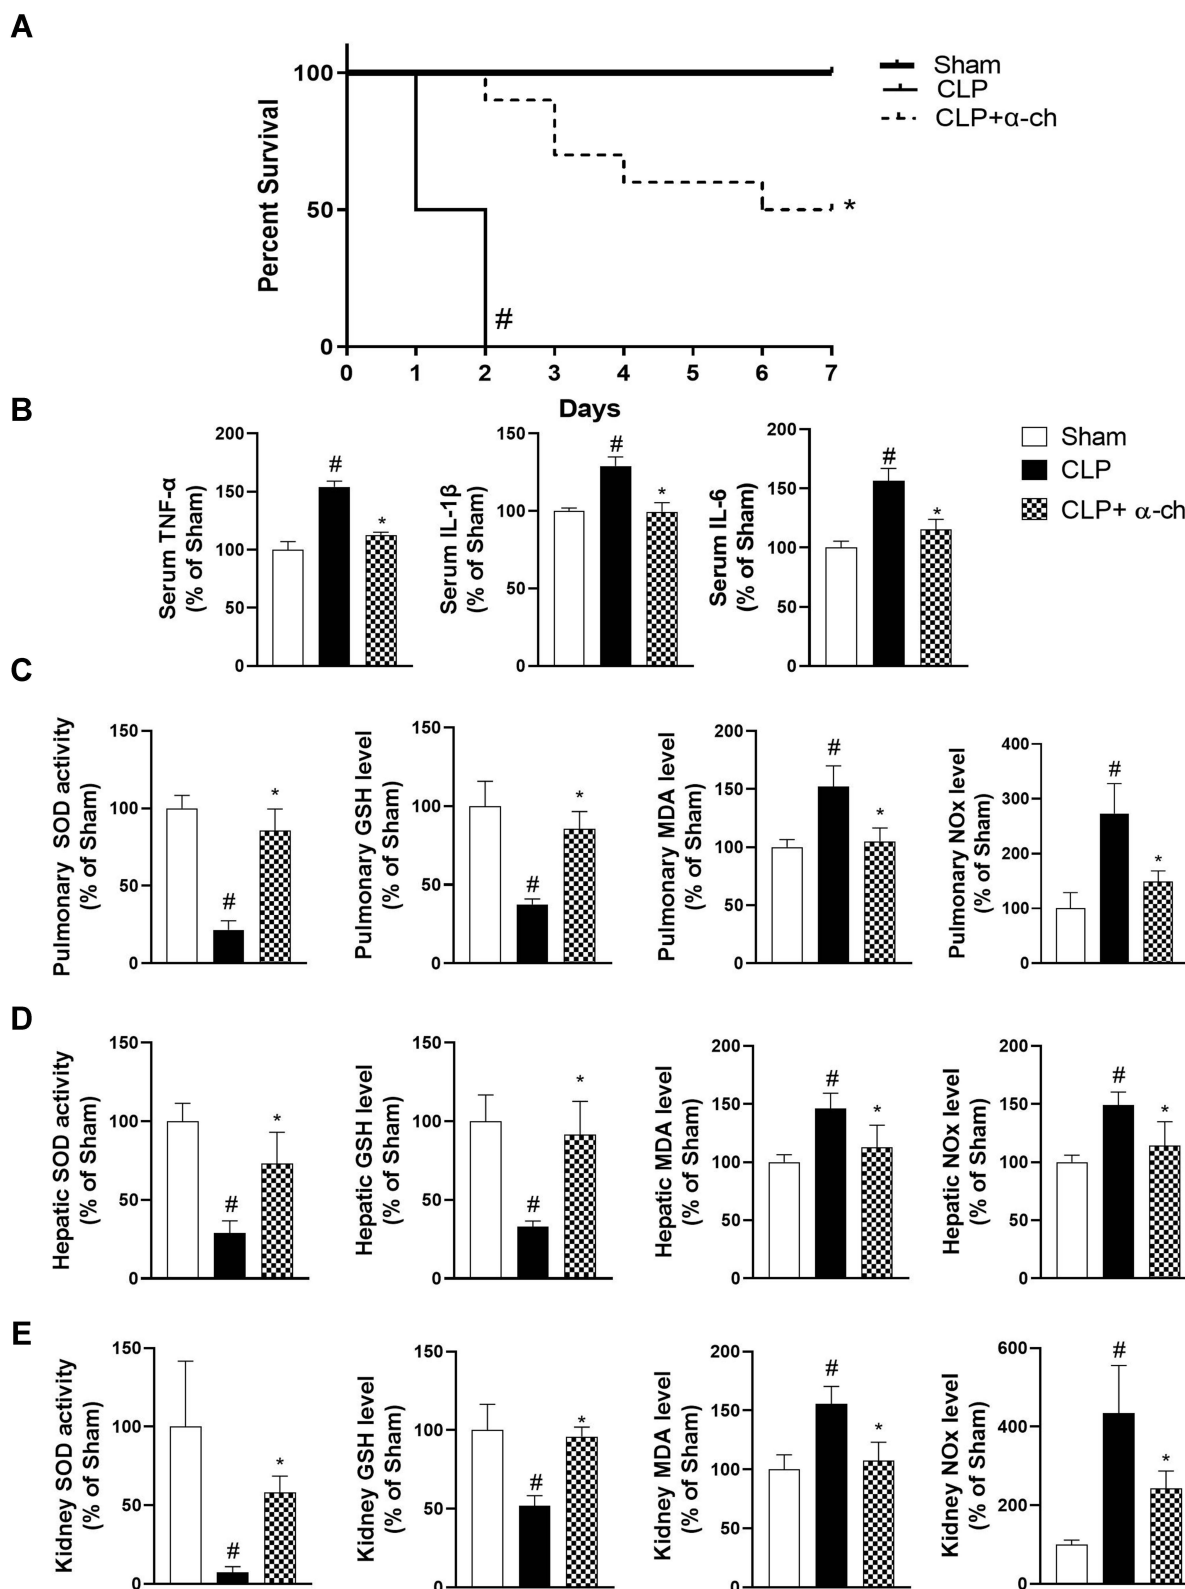 A
Percent Survival
100
50
0
0 1 2 3 4 5 6 7
Days
#
*
Sham
CLP
CLP+α-ch
B
Serum TNF-α
(% of Sham)
200
150
100
50
0
#
*
Serum IL-1β
(% of Sham)
150
100
50
0
#
*
Serum IL-6
(% of Sham)
200
150
100
50
0
#
*
Sham
CLP
CLP+ α-ch
C
Pulmonary SOD activity
(% of Sham)
150
100
50
0
#
*
Pulmonary GSH level
(% of Sham)
150
100
50
0
#
*
Pulmonary MDA level
(% of Sham)
200
150
100
50
0
#
*
Pulmonary NOx level
(% of Sham)
400
300
200
100
0
#
*
D
Hepatic SOD activity
(% of Sham)
150
100
50
0
#
*
Hepatic GSH level
(% of Sham)
150
100
50
0
#
*
Hepatic MDA level
(% of Sham)
200
150
100
50
0
#
*
Hepatic NOx level
(% of Sham)
200
150
100
50
0
#
*
E
Kidney SOD activity
(% of Sham)
150
100
50
0
#
*
Kidney GSH level
(% of Sham)
150
100
50
0
#
*
Kidney MDA level
(% of Sham)
200
150
100
50
0
#
*
Kidney NOx level
(% of Sham)
600
400
200
0
#
*